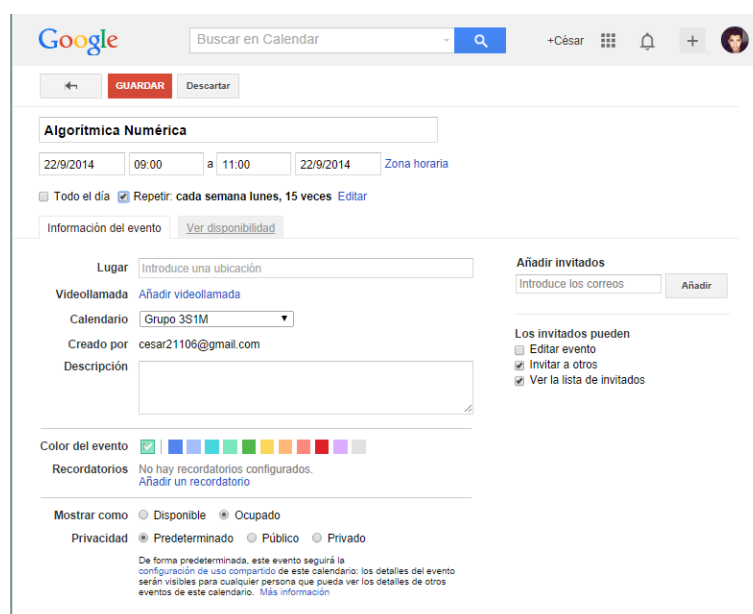 Google
Buscar en Calendar
+Cèsar
GUARDAR Descartar
Algorítmica Numérica
22/9/2014 09:00 a 11:00 22/9/2014 Zona horaria
Todo el día Repetir: cada semana lunes, 15 veces Editar
Información del evento Ver disponibilidad
Lugar Introduce una ubicación
Videollamada Añadir videollamada
Calendario Grupo 3S1M
Creado por cesar21106@gmail.com
Descripción
Añadir invitados
Introduce los correos Añadir
Los invitados pueden
Editar evento
Invitar a otros
Ver la lista de invitados
Color del evento
Recordatorios No hay recordatorios configurados.
Añadir un recordatorio
Mostrar como Disponible Ocupado
Privacidad Predeterminado Público Privado
De forma predeterminada, este evento seguirá la
configuración de uso compartido de este calendario: los detalles del evento
serán visibles para cualquier persona que pueda ver los detalles de otros
eventos de este calendario. Más información